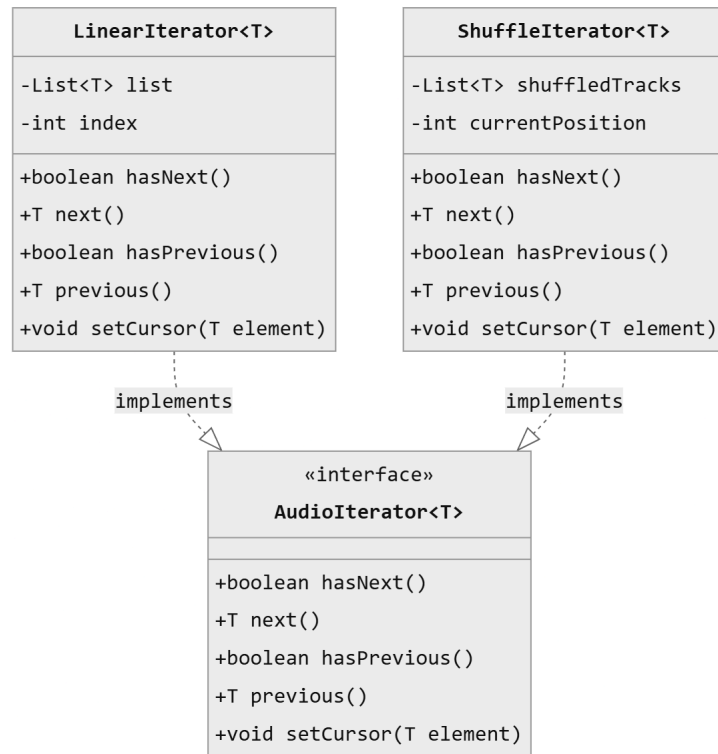 LinearIterator<T>
-List<T> list
-int index
+boolean hasNext()
+T next()
+boolean hasPrevious()
+T previous()
+void setCursor(T element)
ShuffleIterator<T>
-List<T> shuffledTracks
-int currentPosition
+boolean hasNext()
+T next()
+boolean hasPrevious()
+T previous()
+void setCursor(T element)
implements
implements
«interface»
AudioIterator<T>
+boolean hasNext()
+T next()
+boolean hasPrevious()
+T previous()
+void setCursor(T element)